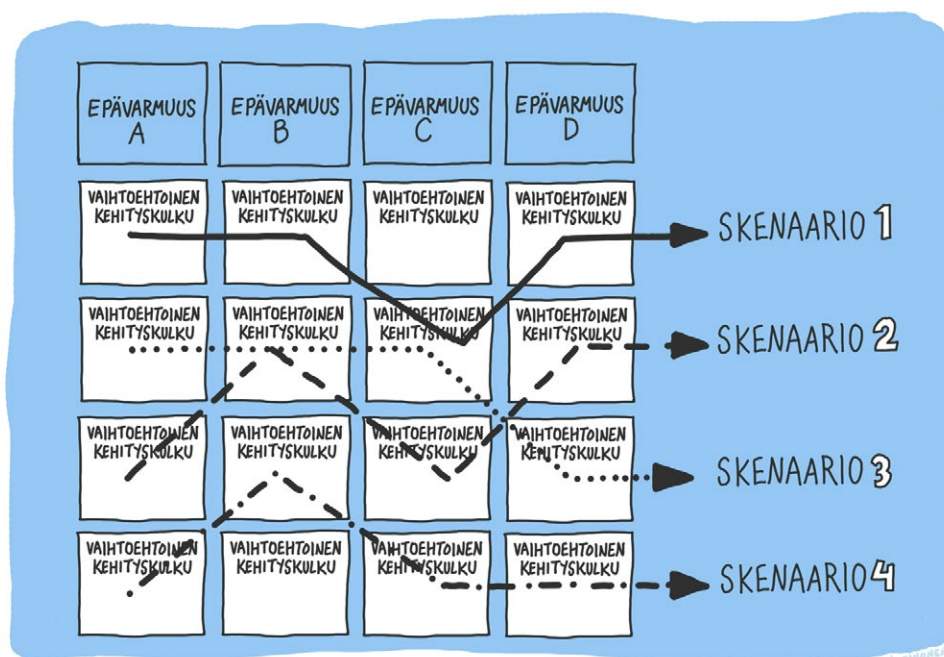 EPÄVARMUUS
A
EPÄVARMUUS
B
EPÄVARMUUS
C
EPÄVARMUUS
D
VAIHTOEHTOINEN
KEHITYSKULKU
VAIHTOEHTOINEN
KEHITYSKULKU
VAIHTOEHTOINEN
KEHITYSKULKU
VAIHTOEHTOINEN
KEHITYSKULKU
SKENAARIO 1
VAIHTOEHTOINEN
KEHITYSKULKU
VAIHTOEHTOINEN
KEHITYSKULKU
VAIHTOEHTOINEN
KEHITYSKULKU
VAIHTOEHTOINEN
KEHITYSKULKU
SKENAARIO 2
VAIHTOEHTOINEN
KEHITYSKULKU
VAIHTOEHTOINEN
KEHITYSKULKU
VAIHTOEHTOINEN
KEHITYSKULKU
VAIHTOEHTOINEN
KEHITYSKULKU
SKENAARIO 3
VAIHTOEHTOINEN
KEHITYSKULKU
VAIHTOEHTOINEN
KEHITYSKULKU
VAIHTOEHTOINEN
KEHITYSKULKU
VAIHTOEHTOINEN
KEHITYSKULKU
SKENAARIO 4